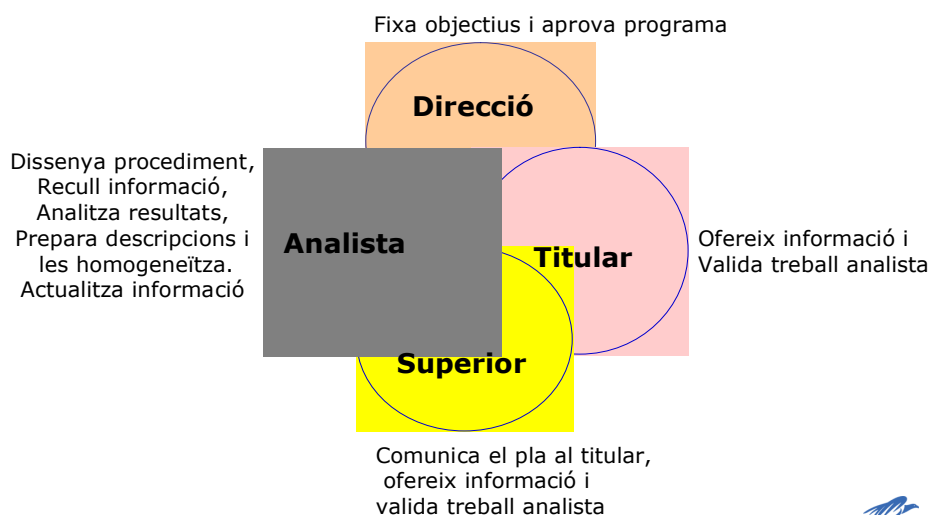 Fixa objectius i aprova programa
Direcció
Dissenya procediment,
Recull informació,
Analitza resultats,
Prepara descripcions i
les homogeneïtza.
Actualitza informació
Analista
Titular
Ofereix informació i
Valida treball analista
Superior
Comunica el pla al titular,
ofereix informació i
valida treball analista